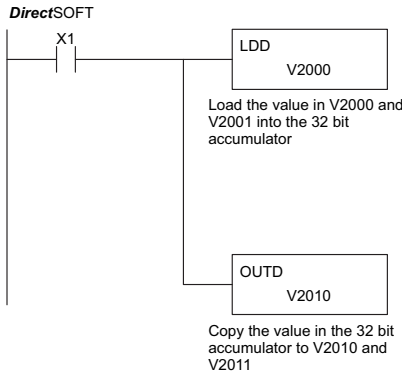 DirectSOFT
X1
LDD
V2000
Load the value in V2000 and
V2001 into the 32 bit
accumulator
OUTD
V2010
Copy the value in the 32 bit
accumulator to V2010 and
V2011